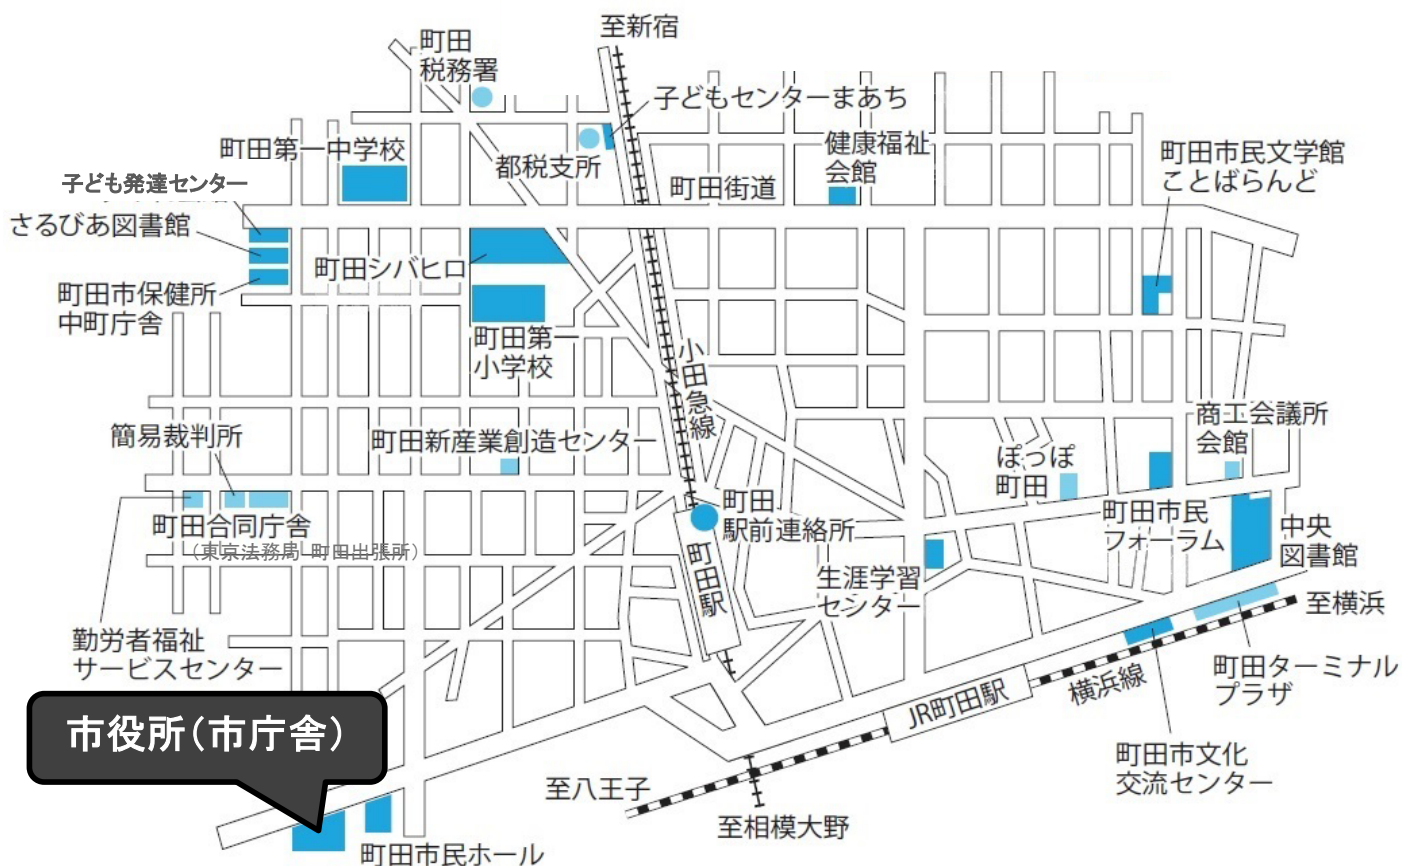 至新宿
町田
税務署
子どもセンターまあち
町田第一中学校
都税支所
健康福祉
会館
町田市民文学館
ことばらんど
子ども発達センター
町田街道
さるびあ図書館
町田シバヒロ
町田市保健所
中町庁舎
町田第一
小学校
小田急線
商工会議所
会館
簡易裁判所
町田新産業創造センター
ぽっぽ
町田
町田
駅前連絡所
町田合同庁舎
(東京法務局 町田出張所)
町田市民
フォーラム
中央
図書館
町田駅
生涯学習
センター
至横浜
勤労者福祉
サービスセンター
町田ターミナル
プラザ
横浜線
JR町田駅
市役所(市庁舎)
町田市文化
交流センター
至八王子
至相模大野
町田市民ホール